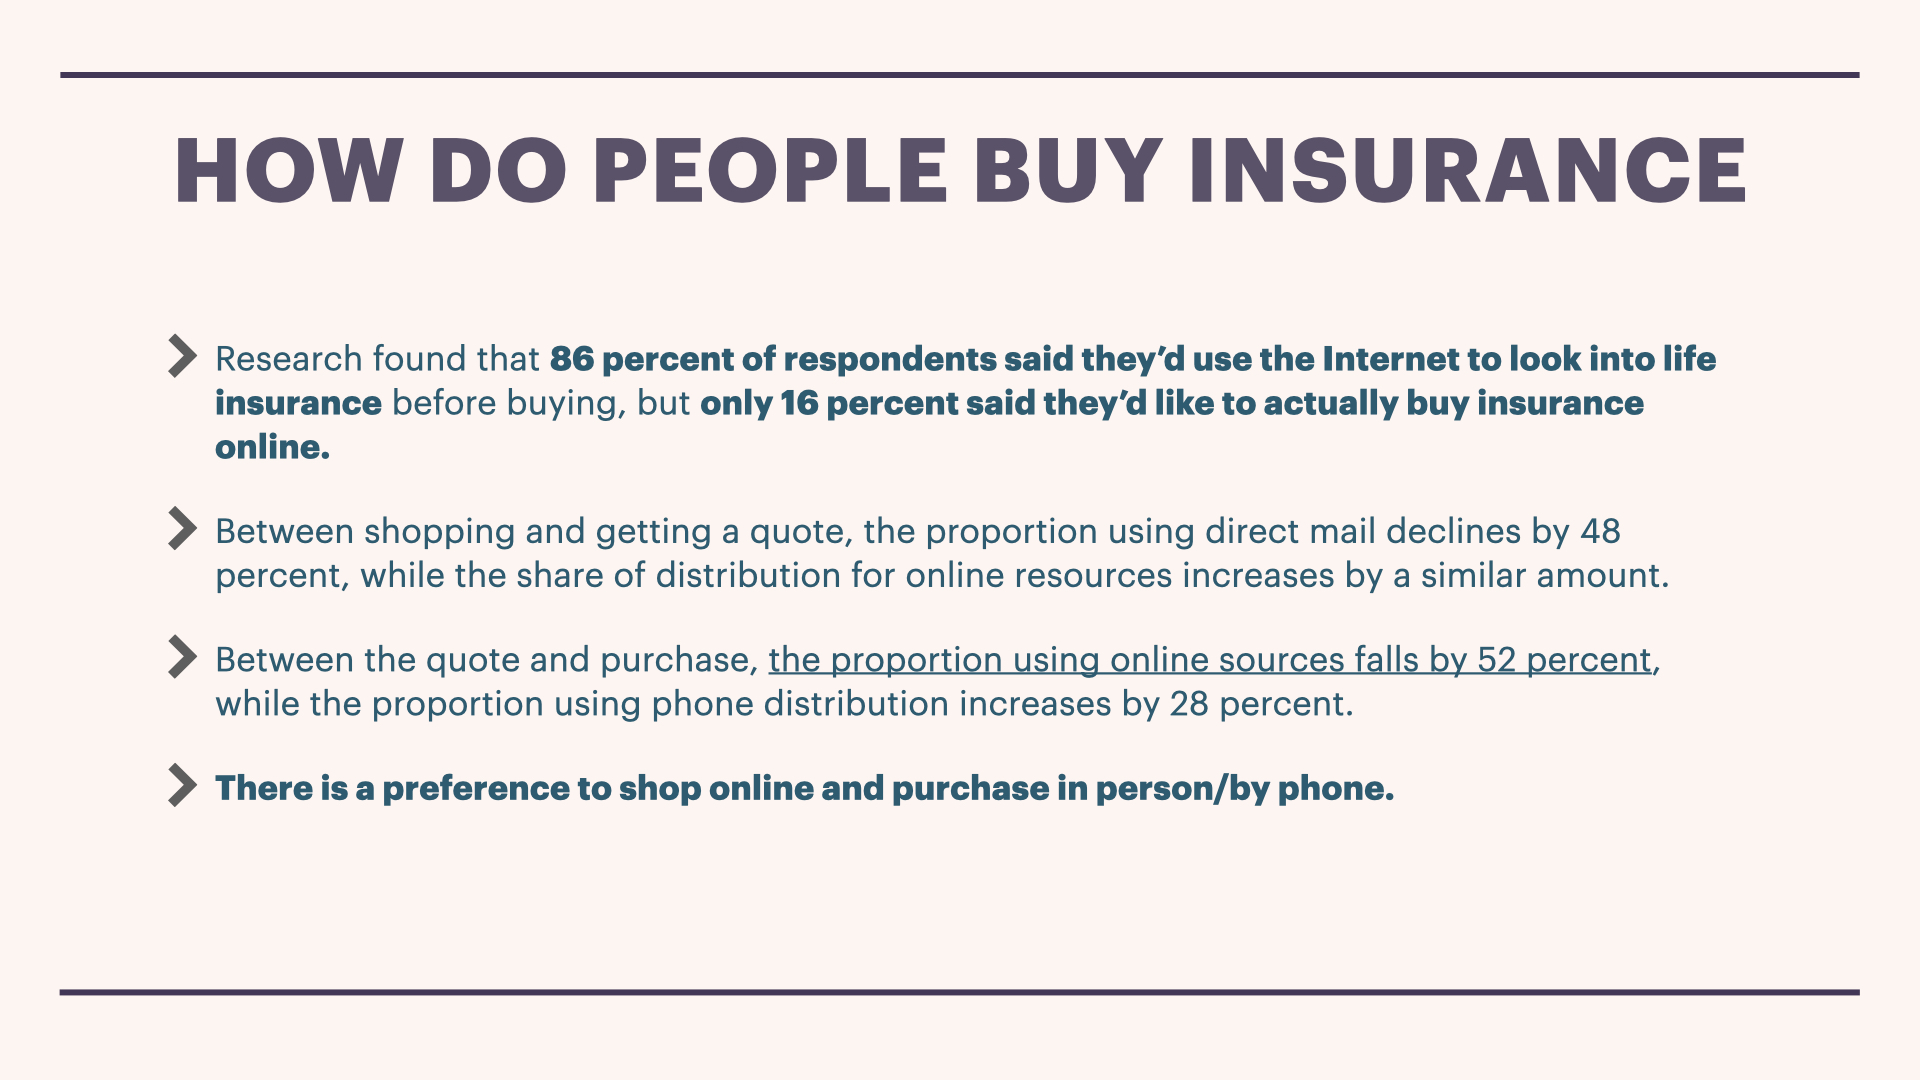 HOW DO PEOPLE BUY INSURANCE
Research found that 86 percent of respondents said they’d use the Internet to look into life
insurance before buying, but only 16 percent said they’d like to actually buy insurance
online.
Between shopping and getting a quote, the proportion using direct mail declines by 48
percent, while the share of distribution for online resources increases by a similar amount.
Between the quote and purchase, the proportion using online sources falls by 52 percent,
while the proportion using phone distribution increases by 28 percent.
There is a preference to shop online and purchase in person/by phone.